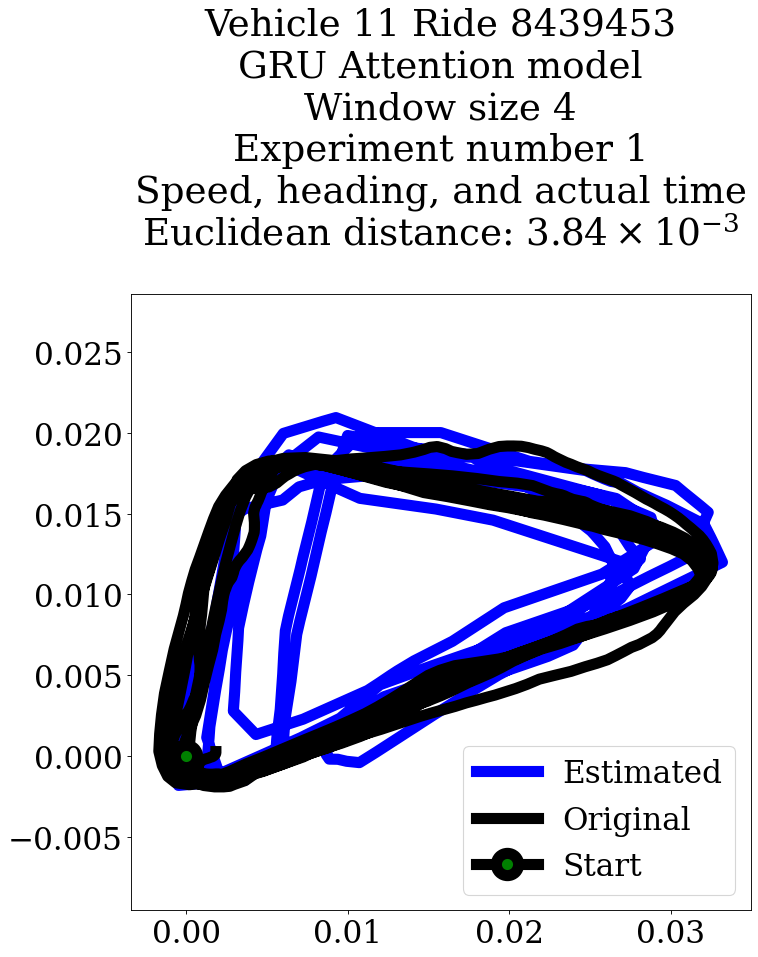 Vehicle 11 Ride 8439453
GRU Attention model
Window size 4
Experiment number 1
Speed, heading, and actual time
Euclidean distance: 3.84 × 10⁻³
0.025
0.020
0.015
0.010
0.005
0.000
−0.005
Estimated
Original
Start
0.00 0.01 0.02 0.03